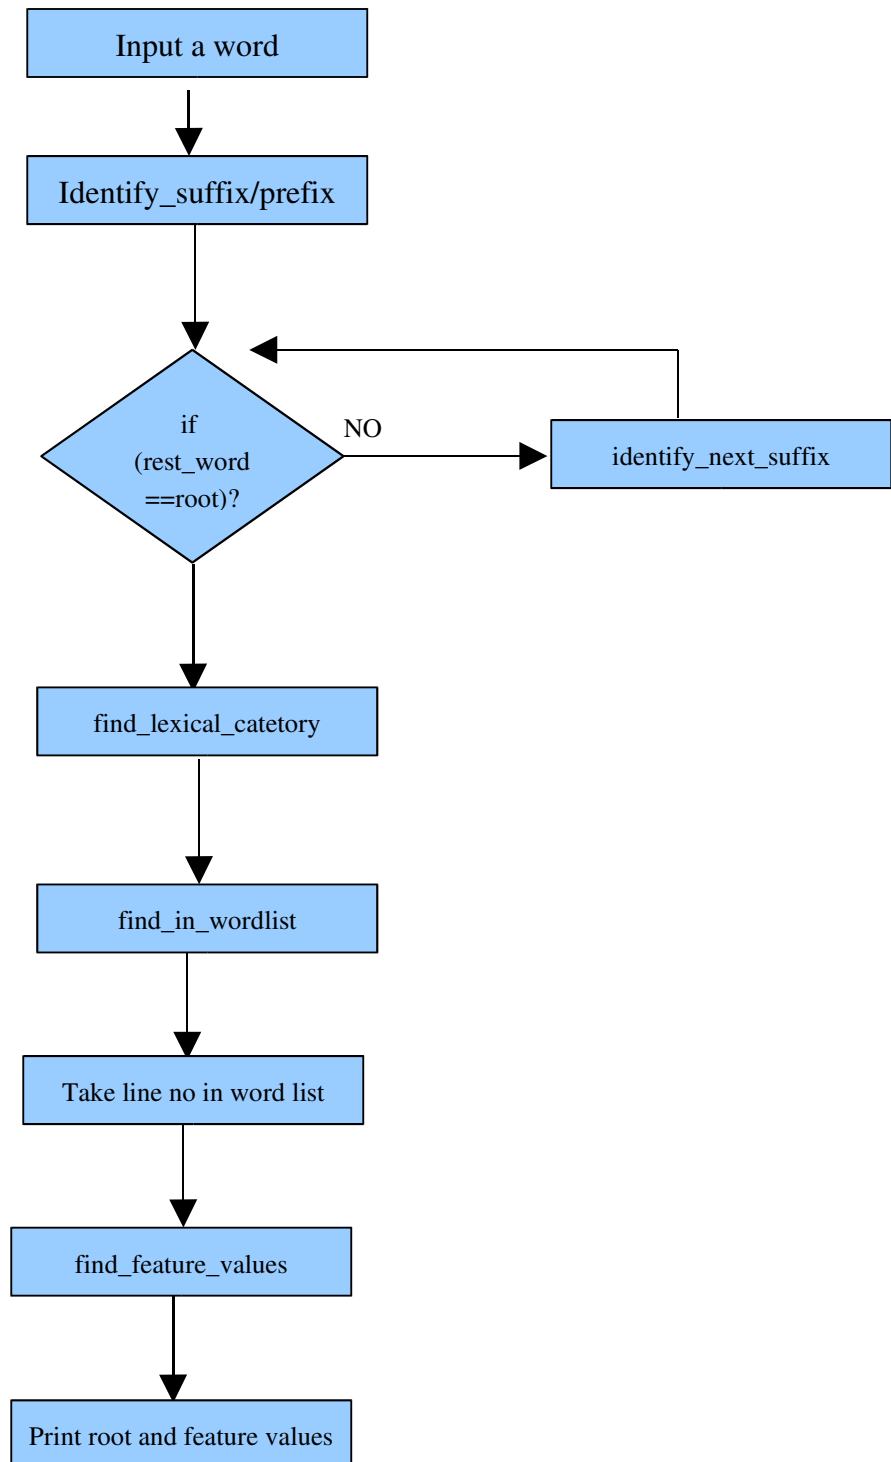 Input a word
Identify_suffix/prefix
if
(rest_word
==root)?
NO
identify_next_suffix
find_lexical_catetory
find_in_wordlist
Take line no in word list
find_feature_values
Print root and feature values